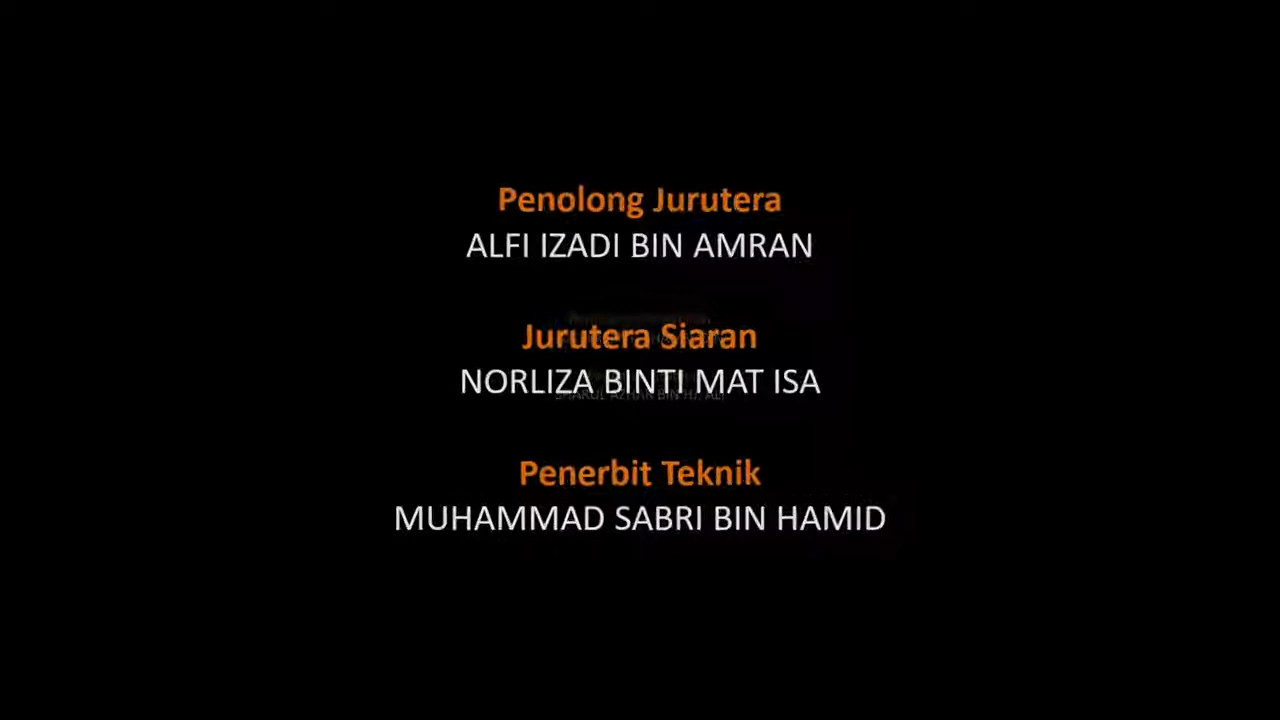 Penolong Jurutera
ALFI IZADI BIN AMRAN
Jurutera Siaran
NORLIZA BINTI MAT ISA
Penerbit Teknik
MUHAMMAD SABRI BIN HAMID